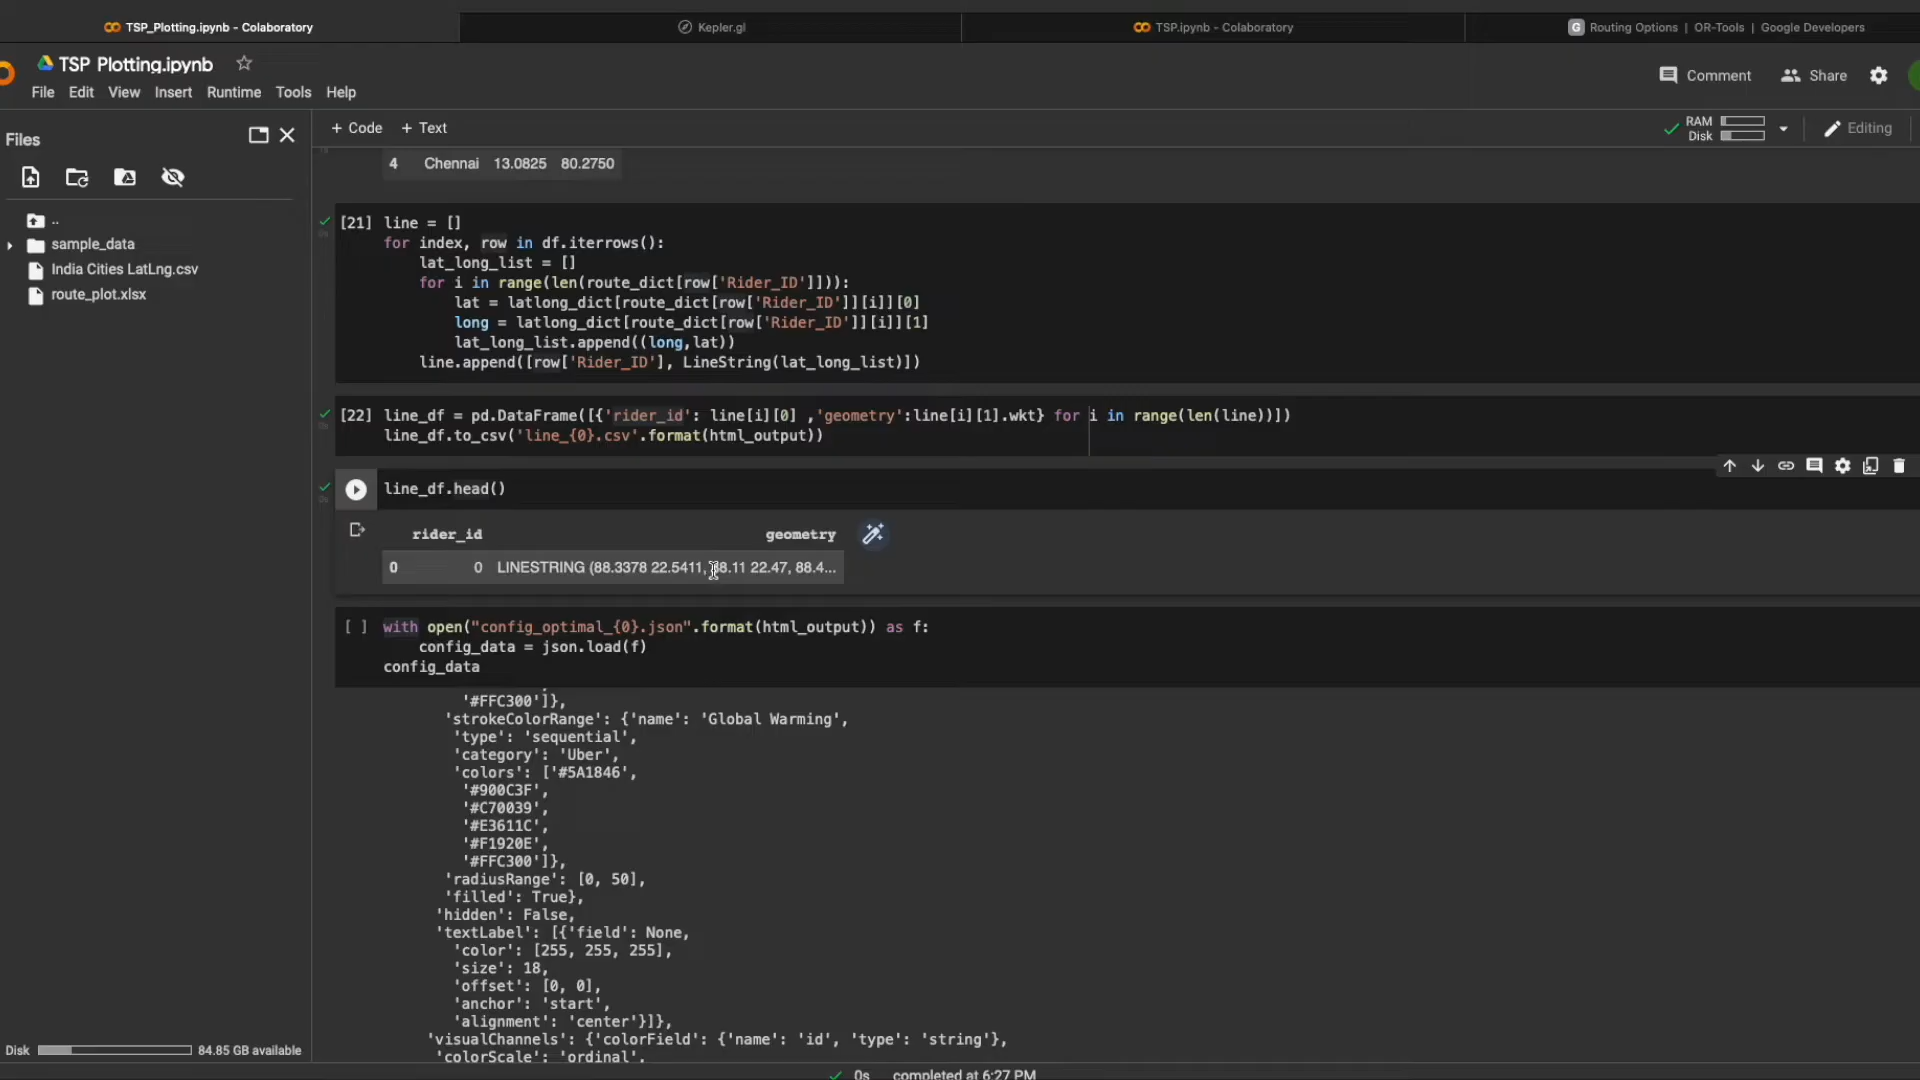 TSP_Plotting.ipynb - Colaboratory
Kepler.gl
TSP.ipynb - Colaboratory
Routing Options | OR-Tools | Google Developers
TSP Plotting.ipynb
Comment
Share
File Edit View Insert Runtime Tools Help
Files
+ Code + Text
RAM
Disk
Editing
..
sample_data
India Cities LatLng.csv
route_plot.xlsx
4 Chennai 13.0825 80.2750
[21] line = []
for index, row in df.iterrows():
lat_long_list = []
for i in range(len(route_dict[row['Rider_ID']])):
lat = latlong_dict[route_dict[row['Rider_ID']][i]][0]
long = latlong_dict[route_dict[row['Rider_ID']][i]][1]
lat_long_list.append((long,lat))
line.append([row['Rider_ID'], LineString(lat_long_list)])
[22] line_df = pd.DataFrame([{'rider_id': line[i][0] ,'geometry':line[i][1].wkt} for i in range(len(line))])
line_df.to_csv('line_{0}.csv'.format(html_output))
line_df.head()
rider_id geometry
0 0 LINESTRING (88.3378 22.5411, 88.11 22.47, 88.4...
[ ] with open("config_optimal_{0}.json".format(html_output)) as f:
config_data = json.load(f)
config_data
'#FFC300']},
'strokeColorRange': {'name': 'Global Warming',
'type': 'sequential',
'category': 'Uber',
'colors': ['#5A1846',
'#900C3F',
'#C70039',
'#E3611C',
'#F1920E',
'#FFC300']},
'radiusRange': [0, 50],
'filled': True},
'hidden': False,
'textLabel': [{'field': None,
'color': [255, 255, 255],
'size': 18,
'offset': [0, 0],
'anchor': 'start',
'alignment': 'center'}]},
'visualChannels': {'colorField': {'name': 'id', 'type': 'string'},
'colorScale': 'ordinal',
Disk 84.85 GB available
0s completed at 6:27 PM